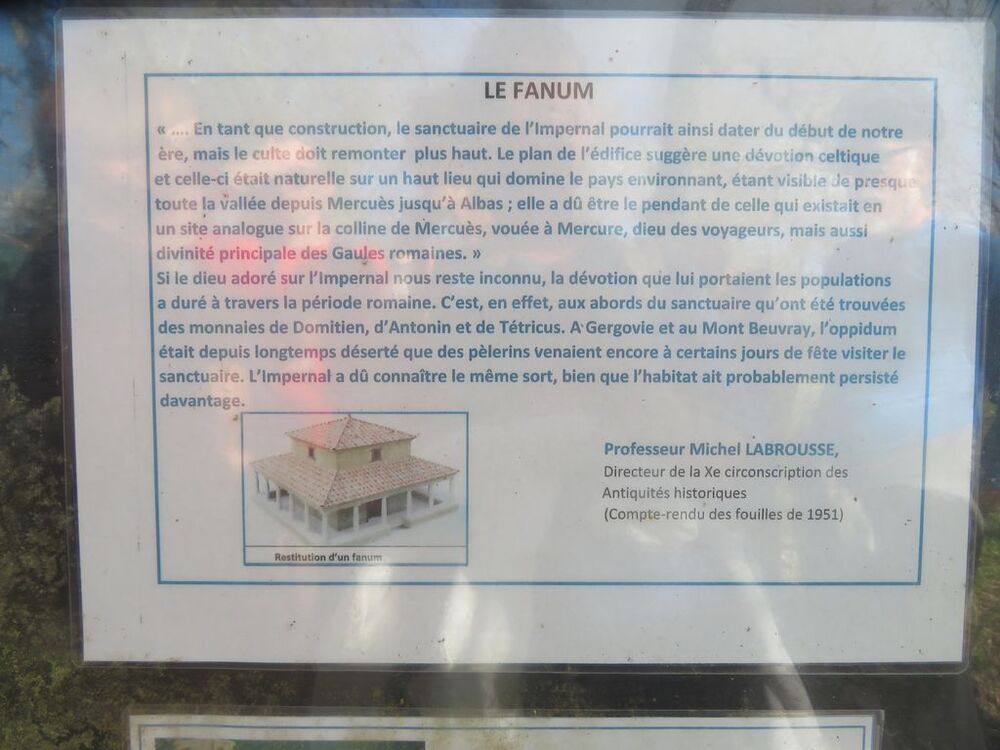 LE FANUM
« .... En tant que construction, le sanctuaire de l'Impernal pourrait ainsi dater du début de notre
ère, mais le culte doit remonter plus haut. Le plan de l'édifice suggère une dévotion celtique
et celle-ci était naturelle sur un haut lieu qui domine le pays environnant, étant visible de presque
toute la vallée depuis Mercuès jusqu'à Albas ; elle a dû être le pendant de celle qui existait en
un site analogue sur la colline de Mercuès, vouée à Mercure, dieu des voyageurs, mais aussi
divinité principale des Gaules romaines. »
Si le dieu adoré sur l'Impernal nous reste inconnu, la dévotion que lui portaient les populations
a duré à travers la période romaine. C'est, en effet, aux abords du sanctuaire qu'ont été trouvées
des monnaies de Domitien, d'Antonin et de Tétricus. A Gergovie et au Mont Beuvray, l'oppidum
était depuis longtemps déserté que des pèlerins venaient encore à certains jours de fête visiter le
sanctuaire. L'Impernal a dû connaître le même sort, bien que l'habitat ait probablement persisté
davantage.
Restitution d'un fanum
Professeur Michel LABROUSSE,
Directeur de la Xe circonscription des
Antiquités historiques
(Compte-rendu des fouilles de 1951)